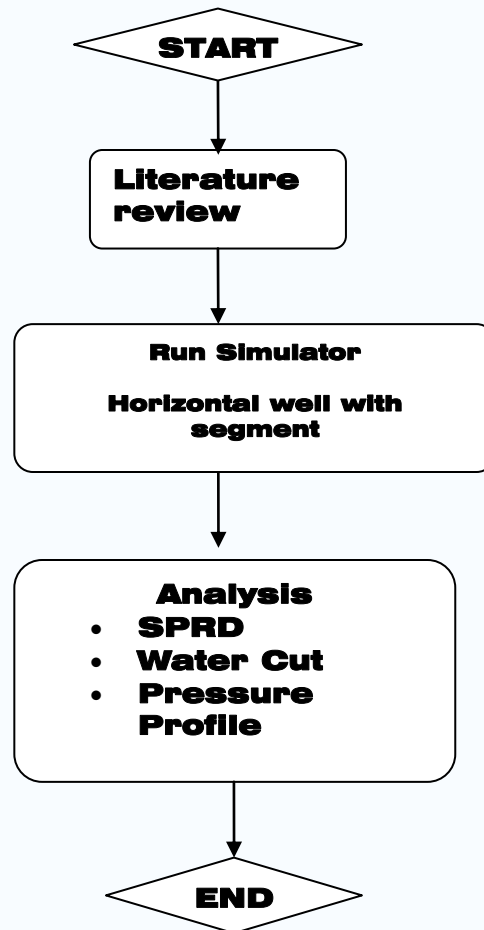 START
Literature
review
Run Simulator
Horizontal well with
segment
Analysis
• SPRD
• Water Cut
• Pressure
Profile
END